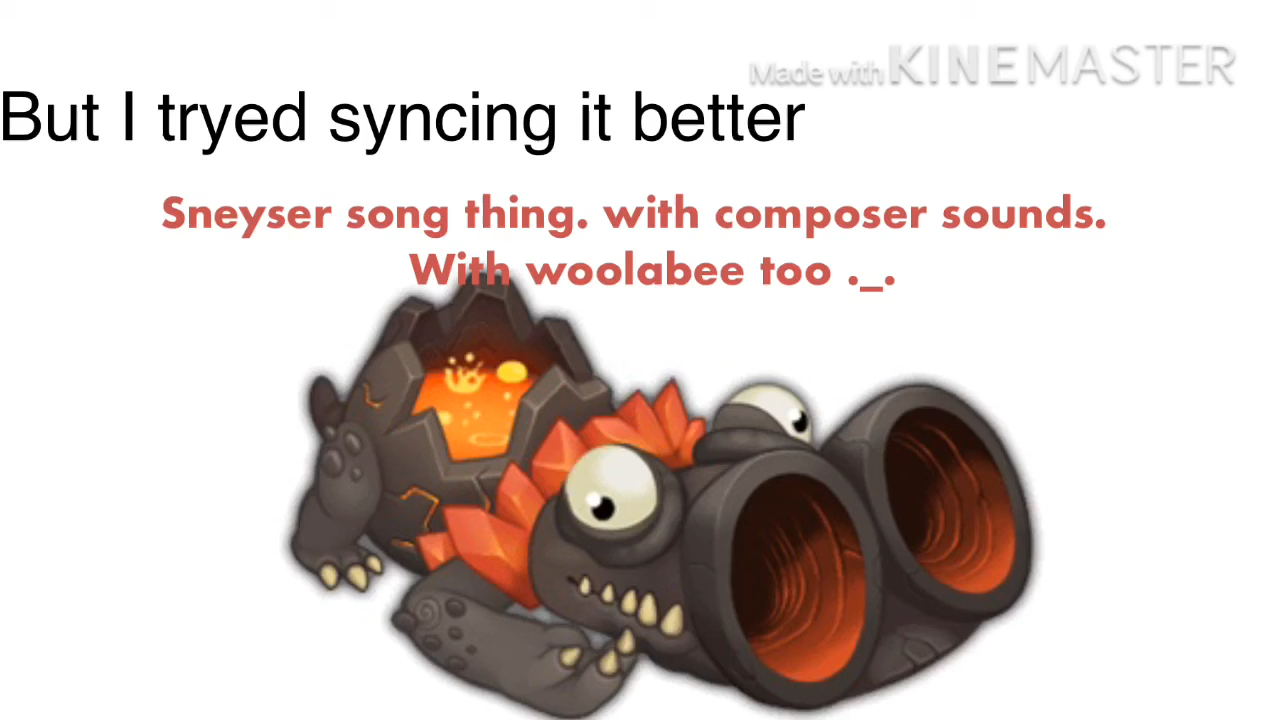 Made with KINEMASTER
But I tryed syncing it better
Sneyser song thing. with composer sounds.
With woolabee too ._.